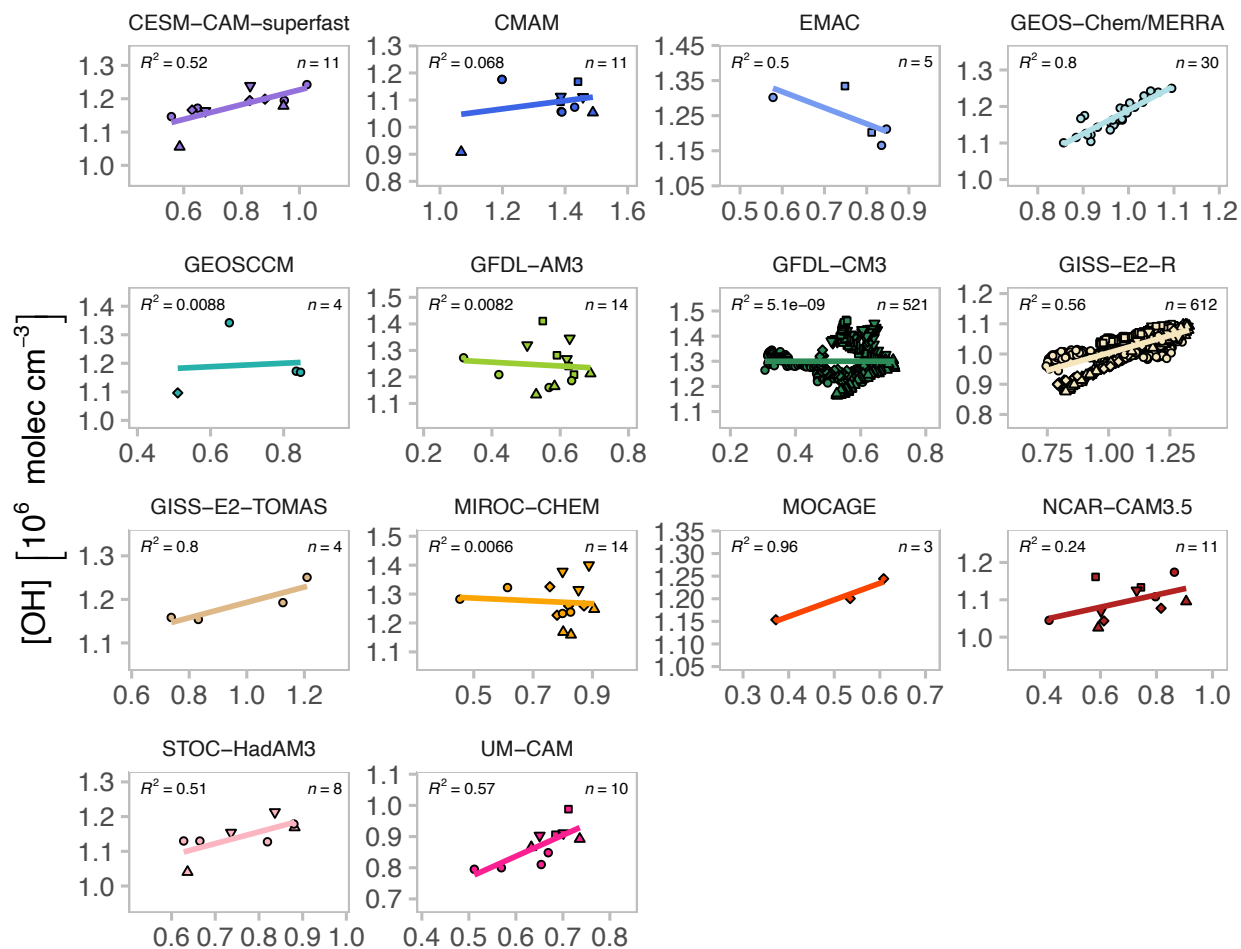 CESM−CAM−superfast CMAM EMAC GEOS−Chem/MERRA
R² = 0.52 n = 11 R² = 0.068 n = 11 R² = 0.5 n = 5 R² = 0.8 n = 30
1.3 1.2 1.1 1.0
1.3 1.2 1.1 1.0 0.9 0.8
1.45 1.35 1.25 1.15 1.05
1.3 1.2 1.1 1.0
0.6 0.8 1.0
1.0 1.2 1.4 1.6
0.5 0.6 0.7 0.8 0.9
0.8 0.9 1.0 1.1 1.2
GEOSCCM GFDL−AM3 GFDL−CM3 GISS−E2−R
R² = 0.0088 n = 4 R² = 0.0082 n = 14 R² = 5.1e−09 n = 521 R² = 0.56 n = 612
1.4 1.3 1.2 1.1 1.0
1.5 1.4 1.3 1.2 1.1
1.5 1.4 1.3 1.2 1.1
1.2 1.1 1.0 0.9 0.8
0.4 0.6 0.8 1.0
0.2 0.4 0.6 0.8
0.2 0.4 0.6 0.8
0.75 1.00 1.25
[OH] [10⁶ molec cm⁻³]
GISS−E2−TOMAS MIROC−CHEM MOCAGE NCAR−CAM3.5
R² = 0.8 n = 4 R² = 0.0066 n = 14 R² = 0.96 n = 3 R² = 0.24 n = 11
1.3 1.2 1.1
1.5 1.4 1.3 1.2 1.1
1.35 1.30 1.25 1.20 1.15 1.10 1.05
1.2 1.1 1.0
0.6 0.8 1.0 1.2
0.5 0.7 0.9
0.3 0.4 0.5 0.6 0.7
0.4 0.6 0.8 1.0
STOC−HadAM3 UM−CAM
R² = 0.51 n = 8 R² = 0.57 n = 10
1.3 1.2 1.1 1.0
1.1 1.0 0.9 0.8 0.7
0.6 0.7 0.8 0.9 1.0
0.4 0.5 0.6 0.7 0.8